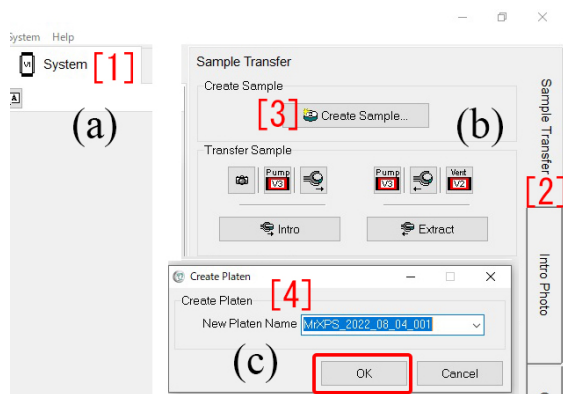 System Help
VI System [1]
A
(a)
Sample Transfer
Create Sample
[3] Create Sample...
(b)
Transfer Sample
Pump V3
Pump V3
Vent V2
Intro
Extract
Sample Transfer
[2]
Intro Photo
Create Platen
[4]
Create Platen
New Platen Name MrXPS_2022_08_04_001
(c)
OK
Cancel